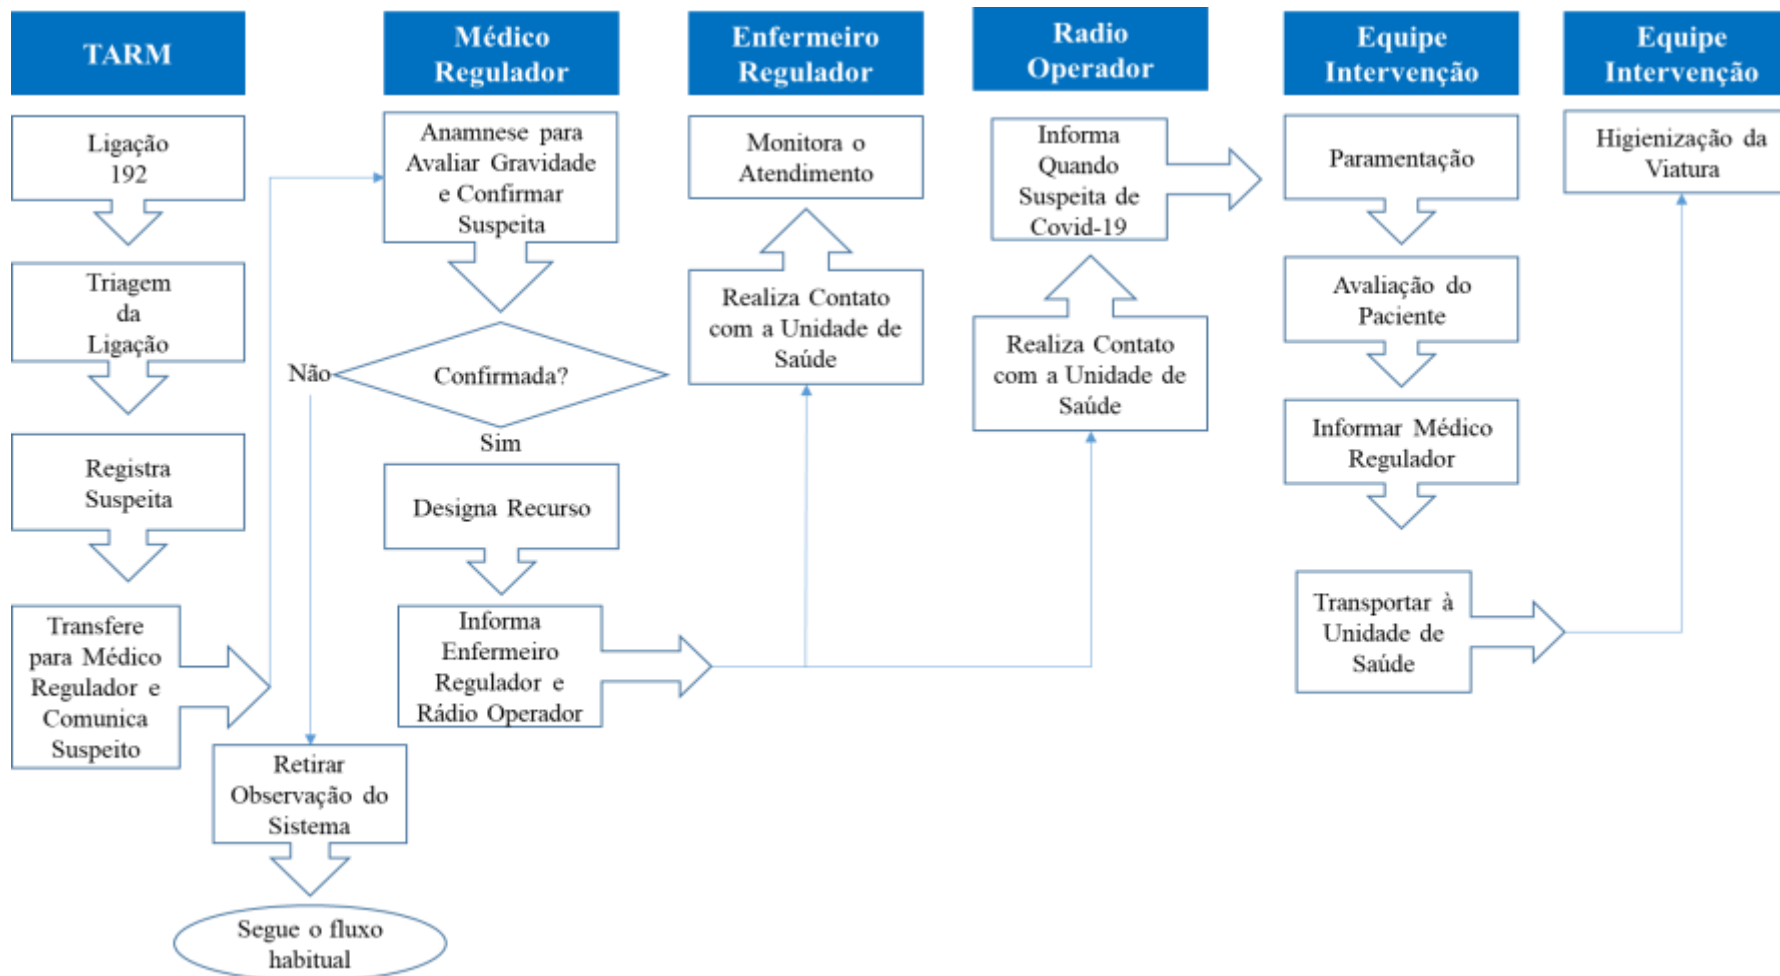 TARM
Ligação
192
Triagem
da
Ligação
Registra
Suspeita
Transfere
para Médico
Regulador e
Comunica
Suspeito
Médico
Regulador
Anamnese para
Avaliar Gravidade
e Confirmar
Suspeita
Confirmada?
Não
Sim
Designa Recurso
Informa
Enfermeiro
Regulador e
Rádio Operador
Retirar
Observação do
Sistema
Segue o fluxo
habitual
Enfermeiro
Regulador
Monitora o
Atendimento
Realiza Contato
com a Unidade de
Saúde
Radio
Operador
Informa
Quando
Suspeita de
Covid-19
Realiza Contato
com a Unidade de
Saúde
Equipe
Intervenção
Paramentação
Avaliação do
Paciente
Informar Médico
Regulador
Transportar à
Unidade de
Saúde
Equipe
Intervenção
Higienização da
Viatura